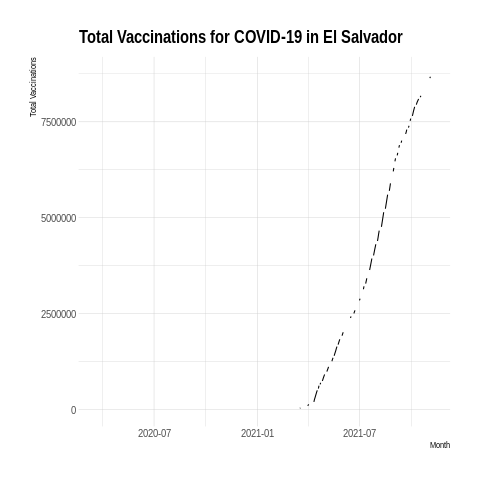 Total Vaccinations for COVID-19 in El Salvador
Total Vaccinations
7500000
5000000
2500000
0
2020-07 2021-01 2021-07
Month